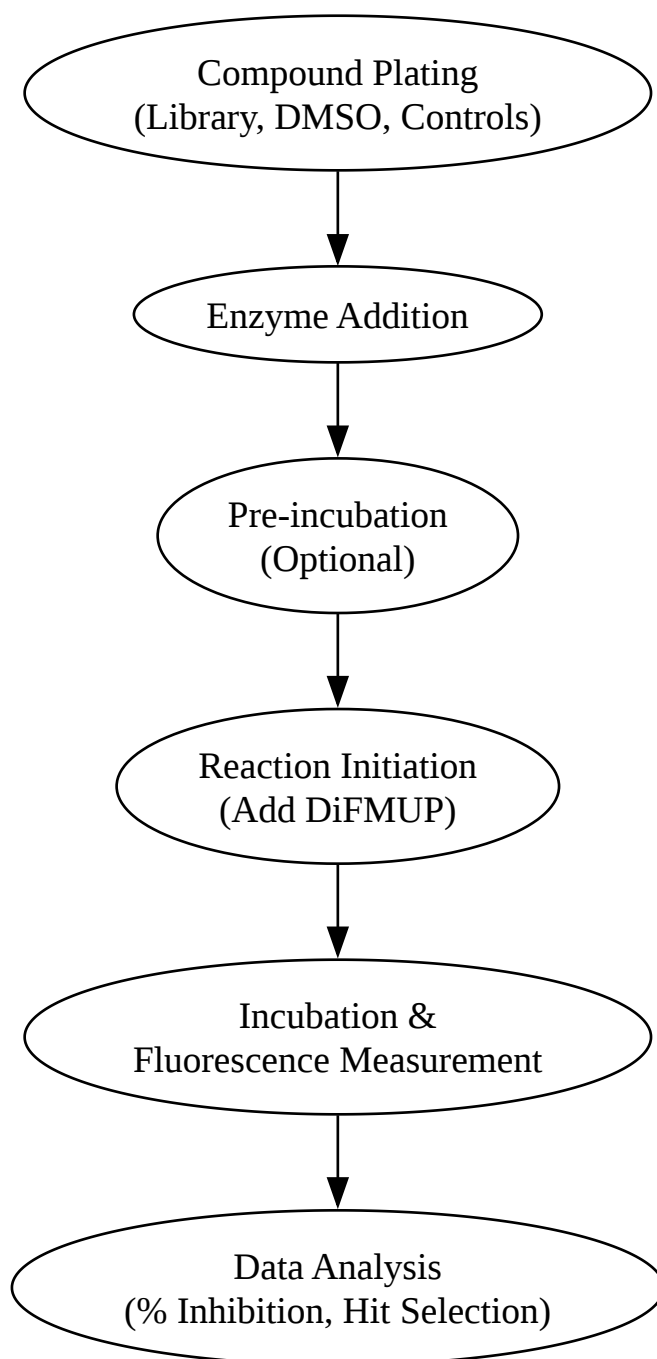 Compound Plating
(Library, DMSO, Controls)
Enzyme Addition
Pre-incubation
(Optional)
Reaction Initiation
(Add DiFMUP)
Incubation &
Fluorescence Measurement
Data Analysis
(% Inhibition, Hit Selection)